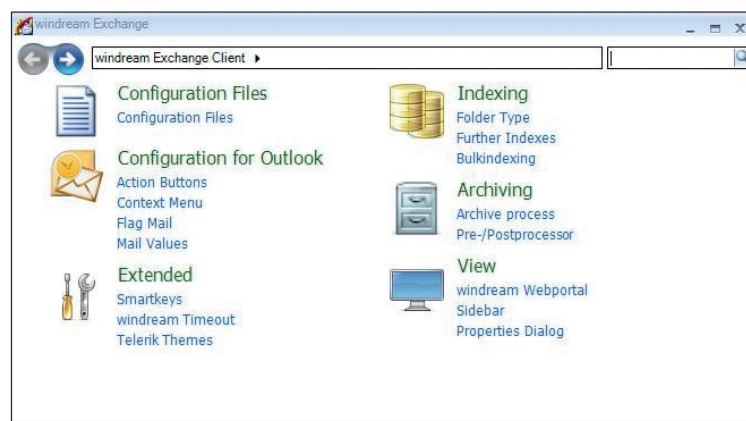 windream Exchange
windream Exchange Client
Configuration Files
Configuration Files
Configuration for Outlook
Action Buttons
Context Menu
Flag Mail
Mail Values
Extended
Smartkeys
windream Timeout
Telerik Themes
Indexing
Folder Type
Further Indexes
Bulkindexing
Archiving
Archive process
Pre-/Postprocessor
View
windream Webportal
Sidebar
Properties Dialog